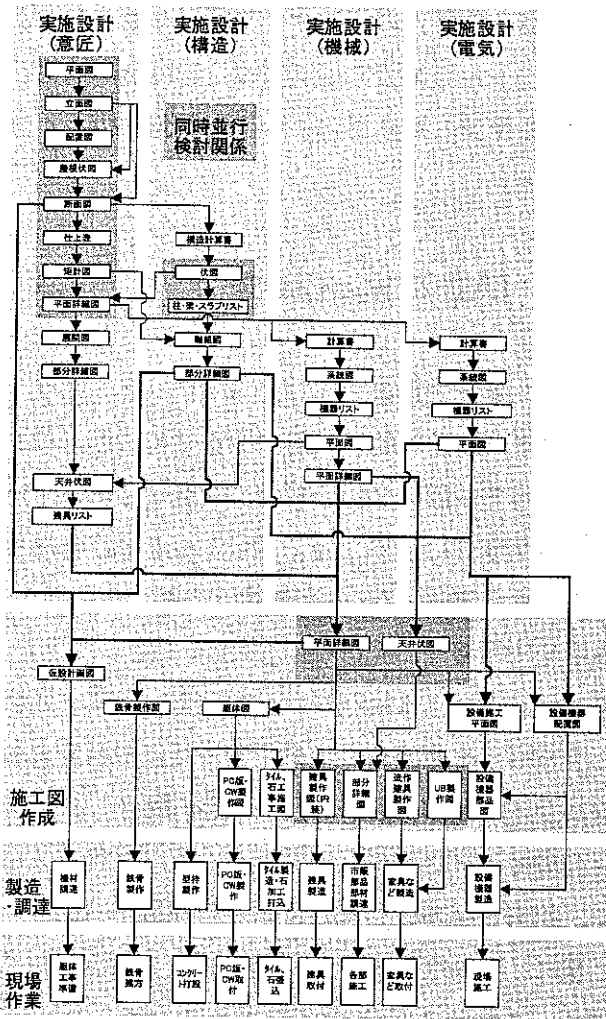 実施設計
(意匠)
実施設計
(構造)
実施設計
(機械)
実施設計
(電気)
平面図
立面図
配置図
屋根伏図
断面図
仕上表
矩計図
平面詳細図
展開図
部分詳細図
天井伏図
建具リスト
同時並行
検討関係
構造計算書
伏図
柱・梁・スラブリスト
軸組図
部分詳細図
計算書
系統図
機器リスト
平面図
平面詳細図
計算書
系統図
機器リスト
平面図
施工図
作成
平面詳細図
天井伏図
仮設計画図
鉄骨製作図
躯体図
設備施工
平面図
設備機器
配置図
PC版・
CW製
作図
タイル、
石工
事施
工図
建具
製作
図(内
装)
部分
詳細
図
造作
建具
製作
図
UB製
作図
設備
機器
部品
図
製造
・調達
機材
調達
鉄骨
製作
型枠
製作
PC版・
CW製
作
タイル製
造・石
加工
打込
建具
製造
市販
部品
部材
調達
家具な
ど製造
設備
機器
製造
現場
作業
躯体
工事
準備
鉄骨
建方
コンクリ
ート打設
PC版・
CW取
付
タイル、
石張
込
建具
取付
各部
施工
家具な
ど取付
現場
施工